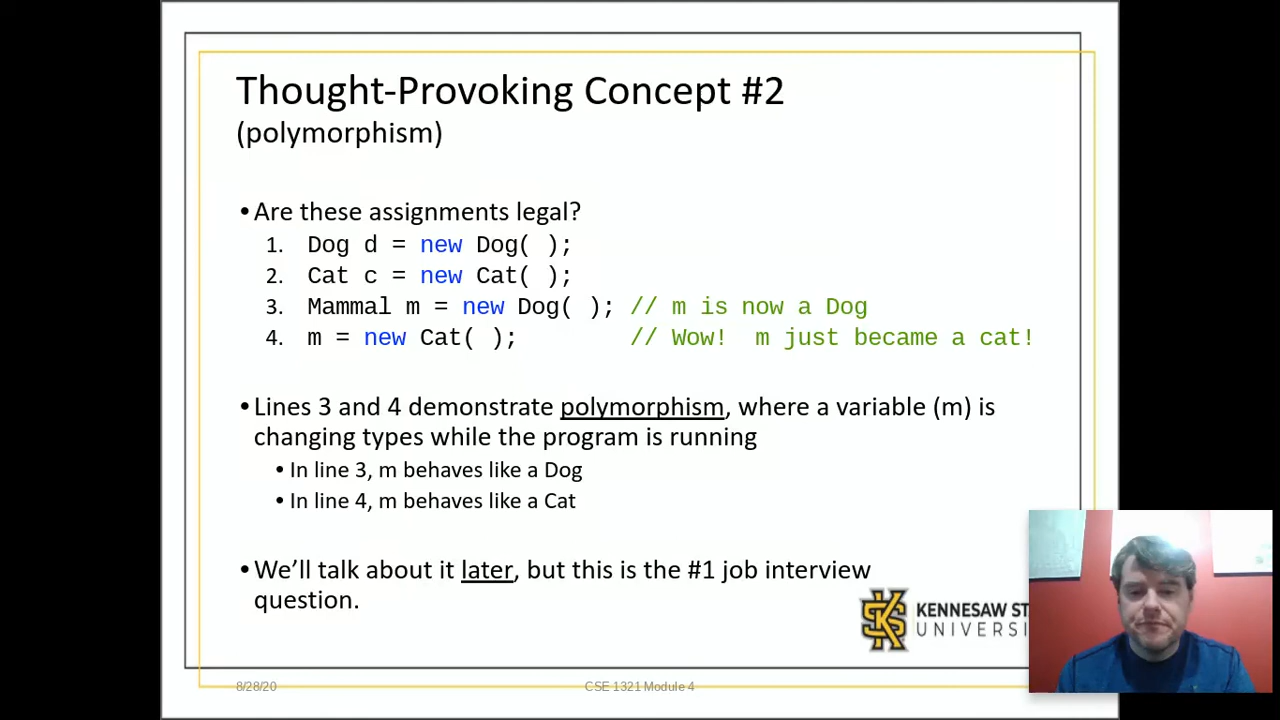 Thought-Provoking Concept #2
(polymorphism)
•Are these assignments legal?
1. Dog d = new Dog( );
2. Cat c = new Cat( );
3. Mammal m = new Dog( ); // m is now a Dog
4. m = new Cat( ); // Wow!  m just became a cat!
•Lines 3 and 4 demonstrate polymorphism, where a variable (m) is
changing types while the program is running
•In line 3, m behaves like a Dog
•In line 4, m behaves like a Cat
•We’ll talk about it later, but this is the #1 job interview
question.
KENNESAW ST
UNIVERSI
8/28/20
CSE 1321 Module 4